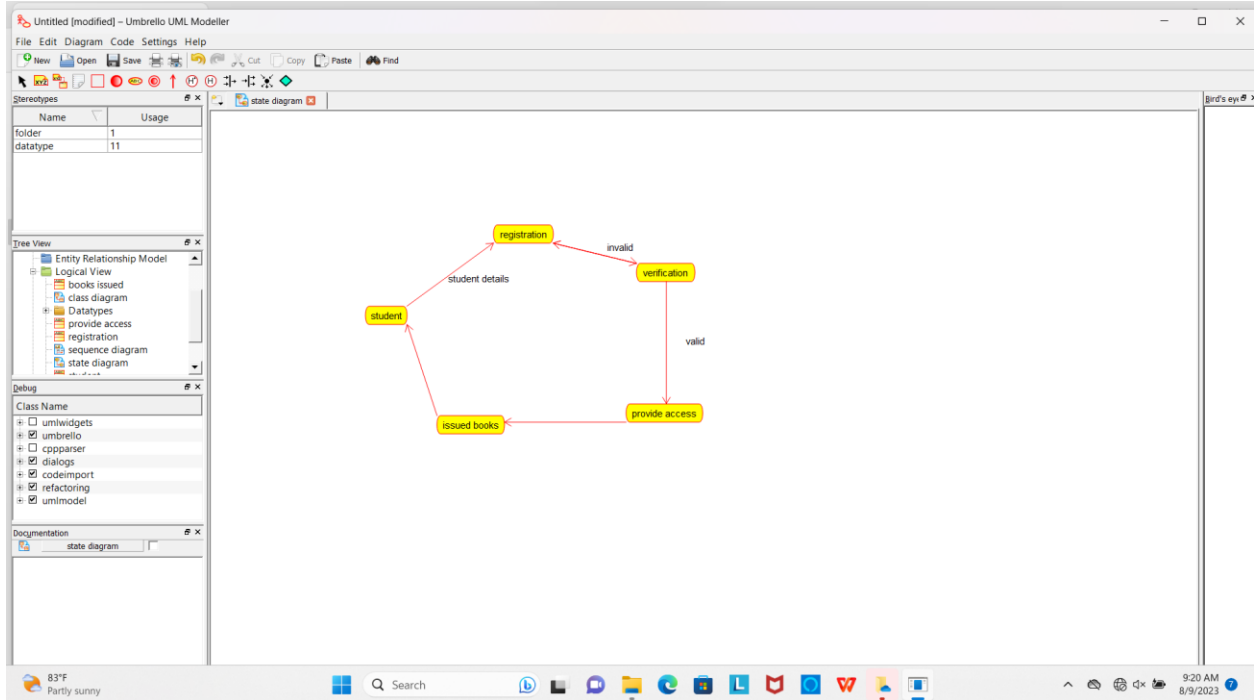 Untitled [modified] – Umbrello UML Modeller
File Edit Diagram Code Settings Help
New Open Save Cut Copy Paste Find
Stereotypes
Name Usage
folder 1
datatype 11
Tree View
Entity Relationship Model
Logical View
books issued
class diagram
Datatypes
provide access
registration
sequence diagram
state diagram
Debug
Class Name
umlwidgets
umbrello
cppparser
dialogs
codeimport
refactoring
umlmodel
Documentation
state diagram
state diagram
registration
invalid
verification
student details
student
valid
provide access
issued books
Bird's ey
83°F
Partly sunny
Search
9:20 AM
8/9/2023
7